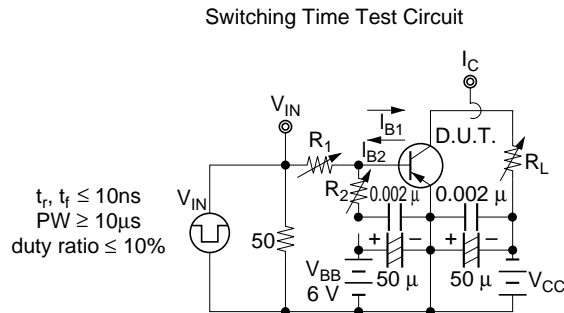 Switching Time Test Circuit
I_C
V_IN
I_B1
D.U.T.
R_1
I_B2
R_L
R_2
0.002 μ
0.002 μ
t_r, t_f ≤ 10ns
PW ≥ 10μs
duty ratio ≤ 10%
V_IN
50
+
−
+
−
V_BB
6 V
50 μ
50 μ
V_CC